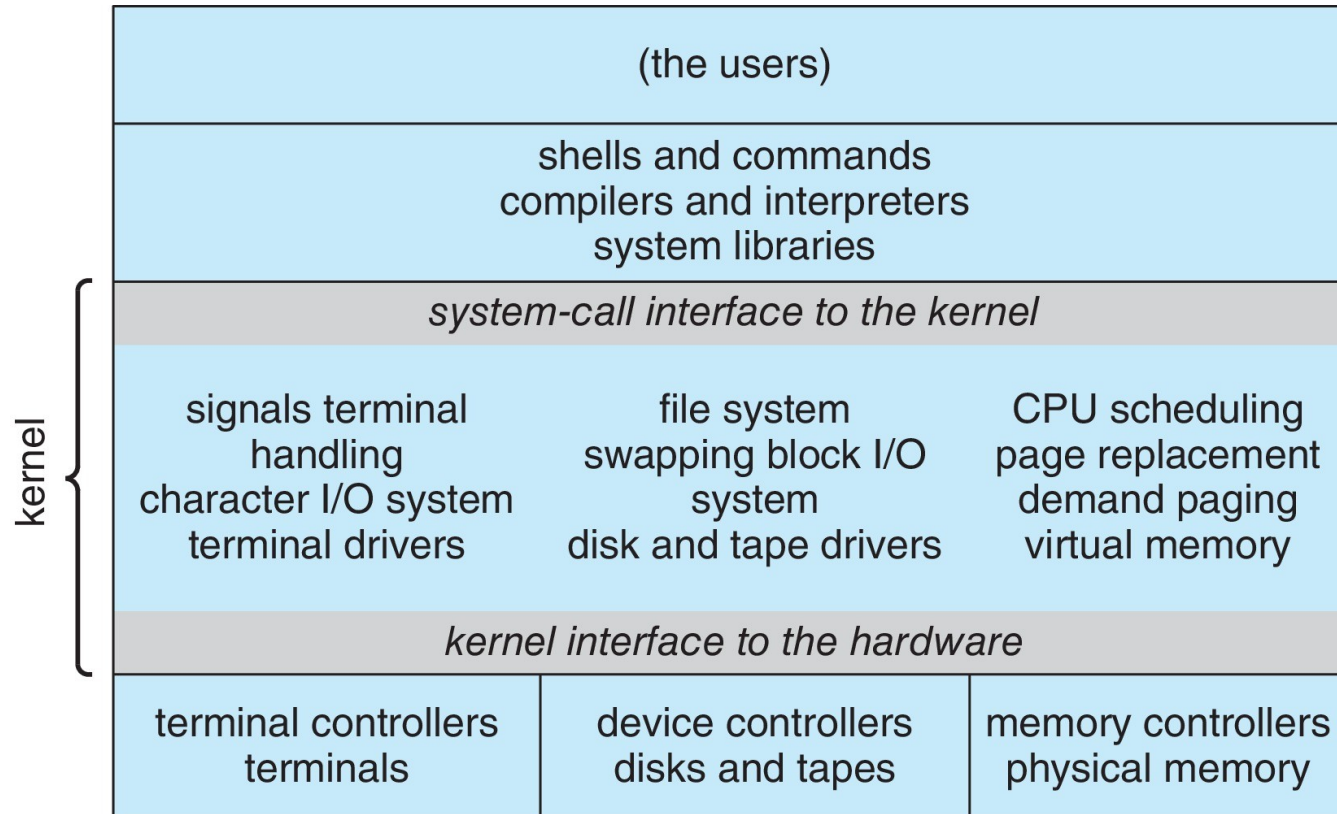 (the users)
shells and commands
compilers and interpreters
system libraries
kernel
system-call interface to the kernel
signals terminal
handling
character I/O system
terminal drivers
file system
swapping block I/O
system
disk and tape drivers
CPU scheduling
page replacement
demand paging
virtual memory
kernel interface to the hardware
terminal controllers
terminals
device controllers
disks and tapes
memory controllers
physical memory